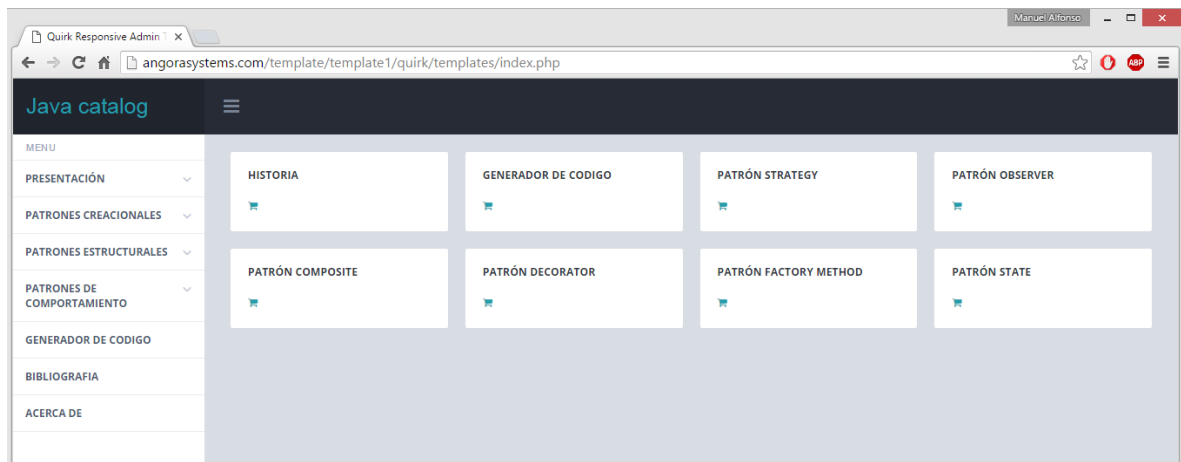 Manuel Alfonso
Quirk Responsive Admin T
angorasystems.com/template/template1/quirk/templates/index.php
ABP
Java catalog
MENU
PRESENTACIÓN
PATRONES CREACIONALES
PATRONES ESTRUCTURALES
PATRONES DE
COMPORTAMIENTO
GENERADOR DE CODIGO
BIBLIOGRAFIA
ACERCA DE
HISTORIA
GENERADOR DE CODIGO
PATRÓN STRATEGY
PATRÓN OBSERVER
PATRÓN COMPOSITE
PATRÓN DECORATOR
PATRÓN FACTORY METHOD
PATRÓN STATE